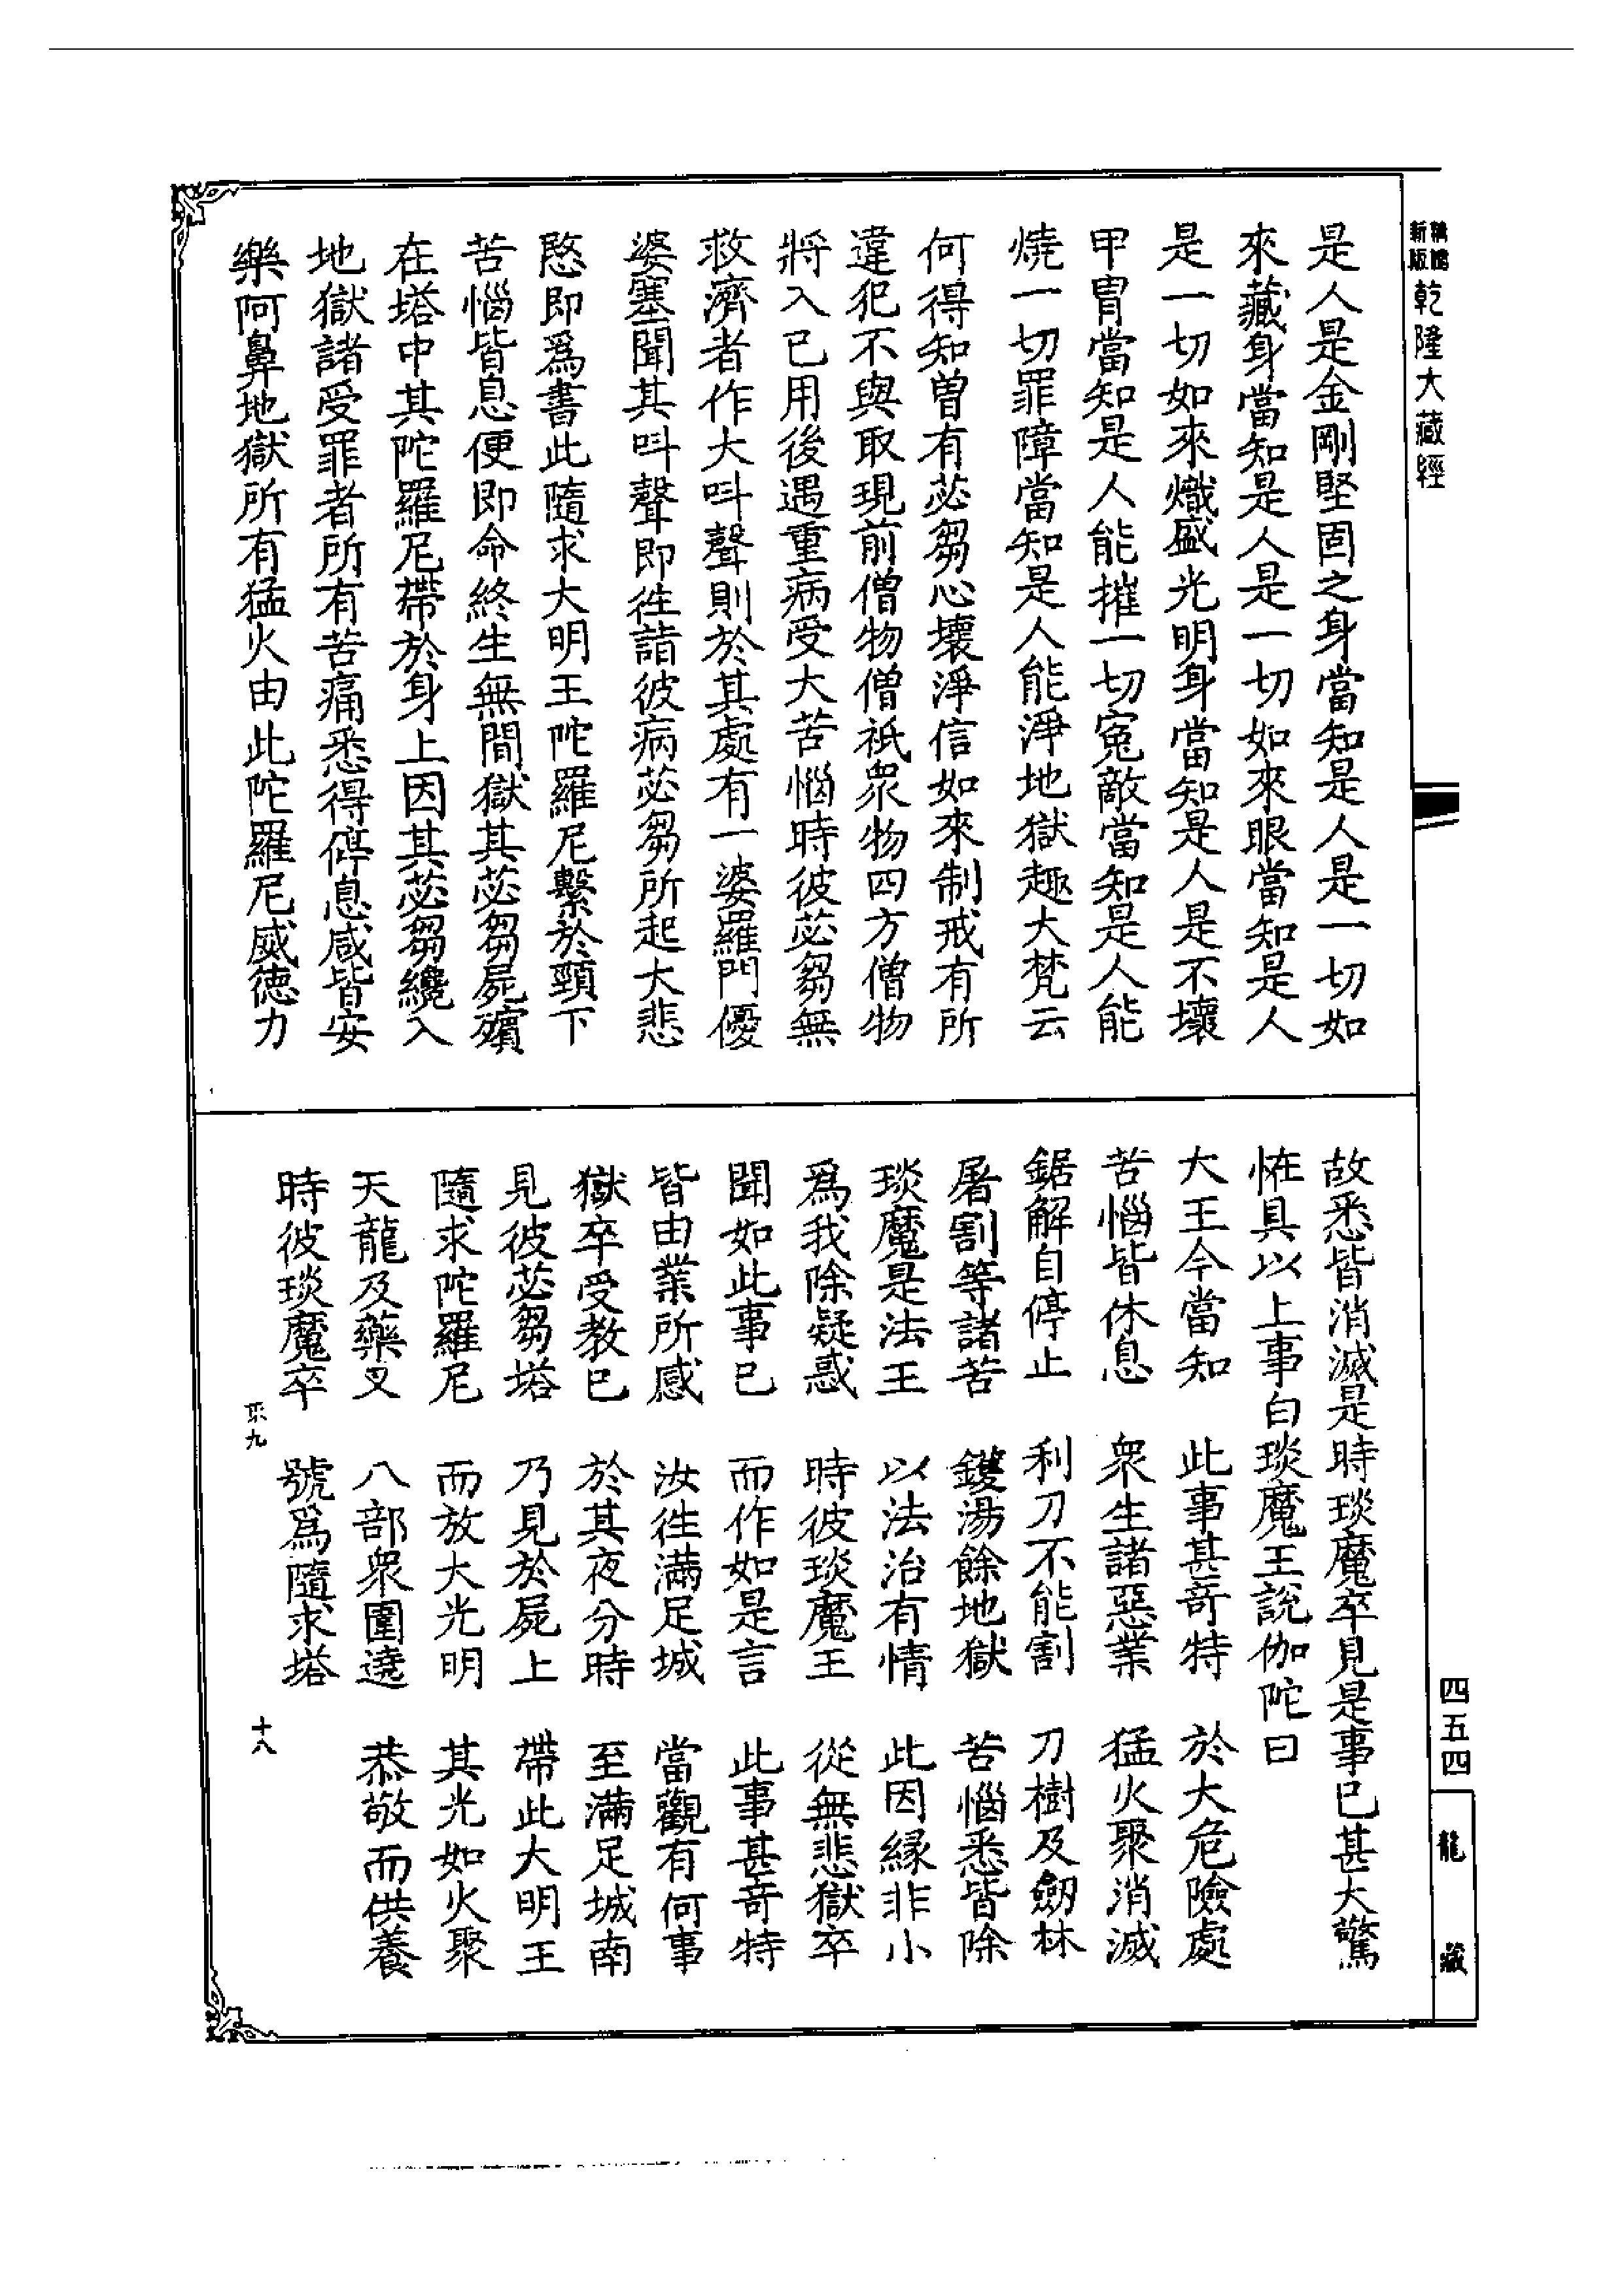 新版
乾隆大藏經
是人是金剛堅固之身當知是人是一切如
來藏身當知是人是一切如來眼當知是人
是一切如來熾盛光明身當知是人是不壞
甲冑當知是人能摧一切寃敵當知是人能
燒一切罪障當知是人能淨地獄趣大梵云
何得知曾有苾芻心壞淨信如來制戒有所
違犯不與取現前僧物僧祇眾物四方僧物
將入已用後遇重病受大苦惱時彼苾芻無
救濟者作大呌聲則於其處有一婆羅門優
婆塞聞其呌聲即往詣彼病苾芻所起大悲
愍即爲書此隨求大明王陀羅尼繫於頸下
苦惱皆息便即命終生無間獄其苾芻屍殯
在塔中其陀羅尼帶於身上因其苾芻纔入
地獄諸受罪者所有苦痛悉得停息咸皆安
樂阿鼻地獄所有猛火由此陀羅尼威德力
故悉皆消滅是時琰魔卒見是事已甚大驚
恠具以上事白琰魔王說伽陀曰
大王今當知　此事甚奇特　於大危險處
苦惱皆休息　衆生諸惡業　猛火聚消滅
鋸解自停止　利刀不能割　刀樹及劒林
屠割等諸苦　鑊湯餘地獄　苦惱悉皆除
琰魔是法王　以法治有情　此因緣非小
爲我除疑惑　時彼琰魔王　從無悲獄卒
聞如此事已　而作如是言　此事甚奇特
皆由業所感　汝往滿足城　當觀有何事
獄卒受教已　於其夜分時　至滿足城南
見彼苾芻塔　乃見於屍上　帶此大明王
隨求陀羅尼　而放大光明　其光如火聚
天龍及藥叉　八部衆圍遶　恭敬而供養
時彼琰魔卒　號爲隨求塔
九
十八
四五四
龍
藏